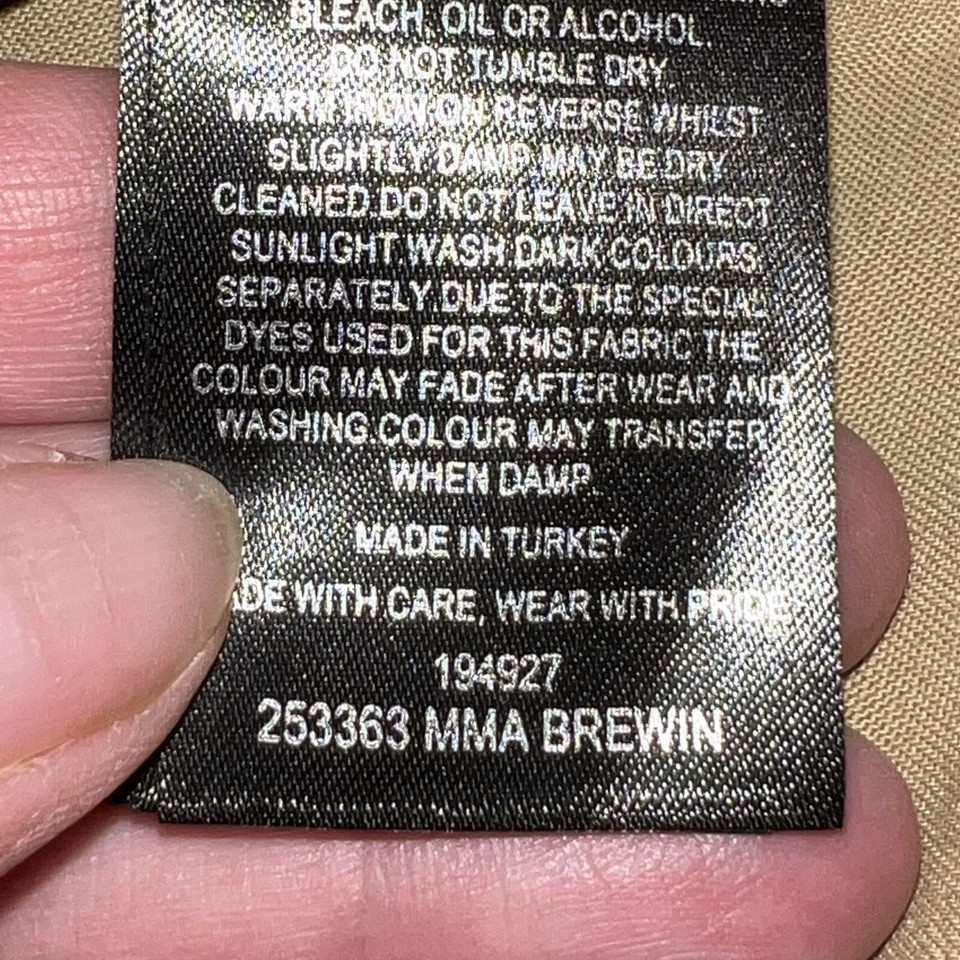 BLEACH, OIL OR ALCOHOL.
DO NOT TUMBLE DRY
WARM IRON ON REVERSE WHILST
SLIGHTLY DAMP MAY BE DRY
CLEANED.DO NOT LEAVE IN DIRECT
SUNLIGHT WASH DARK COLOURS
SEPARATELY.DUE TO THE SPECIAL
DYES USED FOR THIS FABRIC THE
COLOUR MAY FADE AFTER WEAR AND
WASHING.COLOUR MAY TRANSFER
WHEN DAMP.
MADE IN TURKEY
ADE WITH CARE, WEAR WITH PRIDE
194927
253363 MMA BREWIN